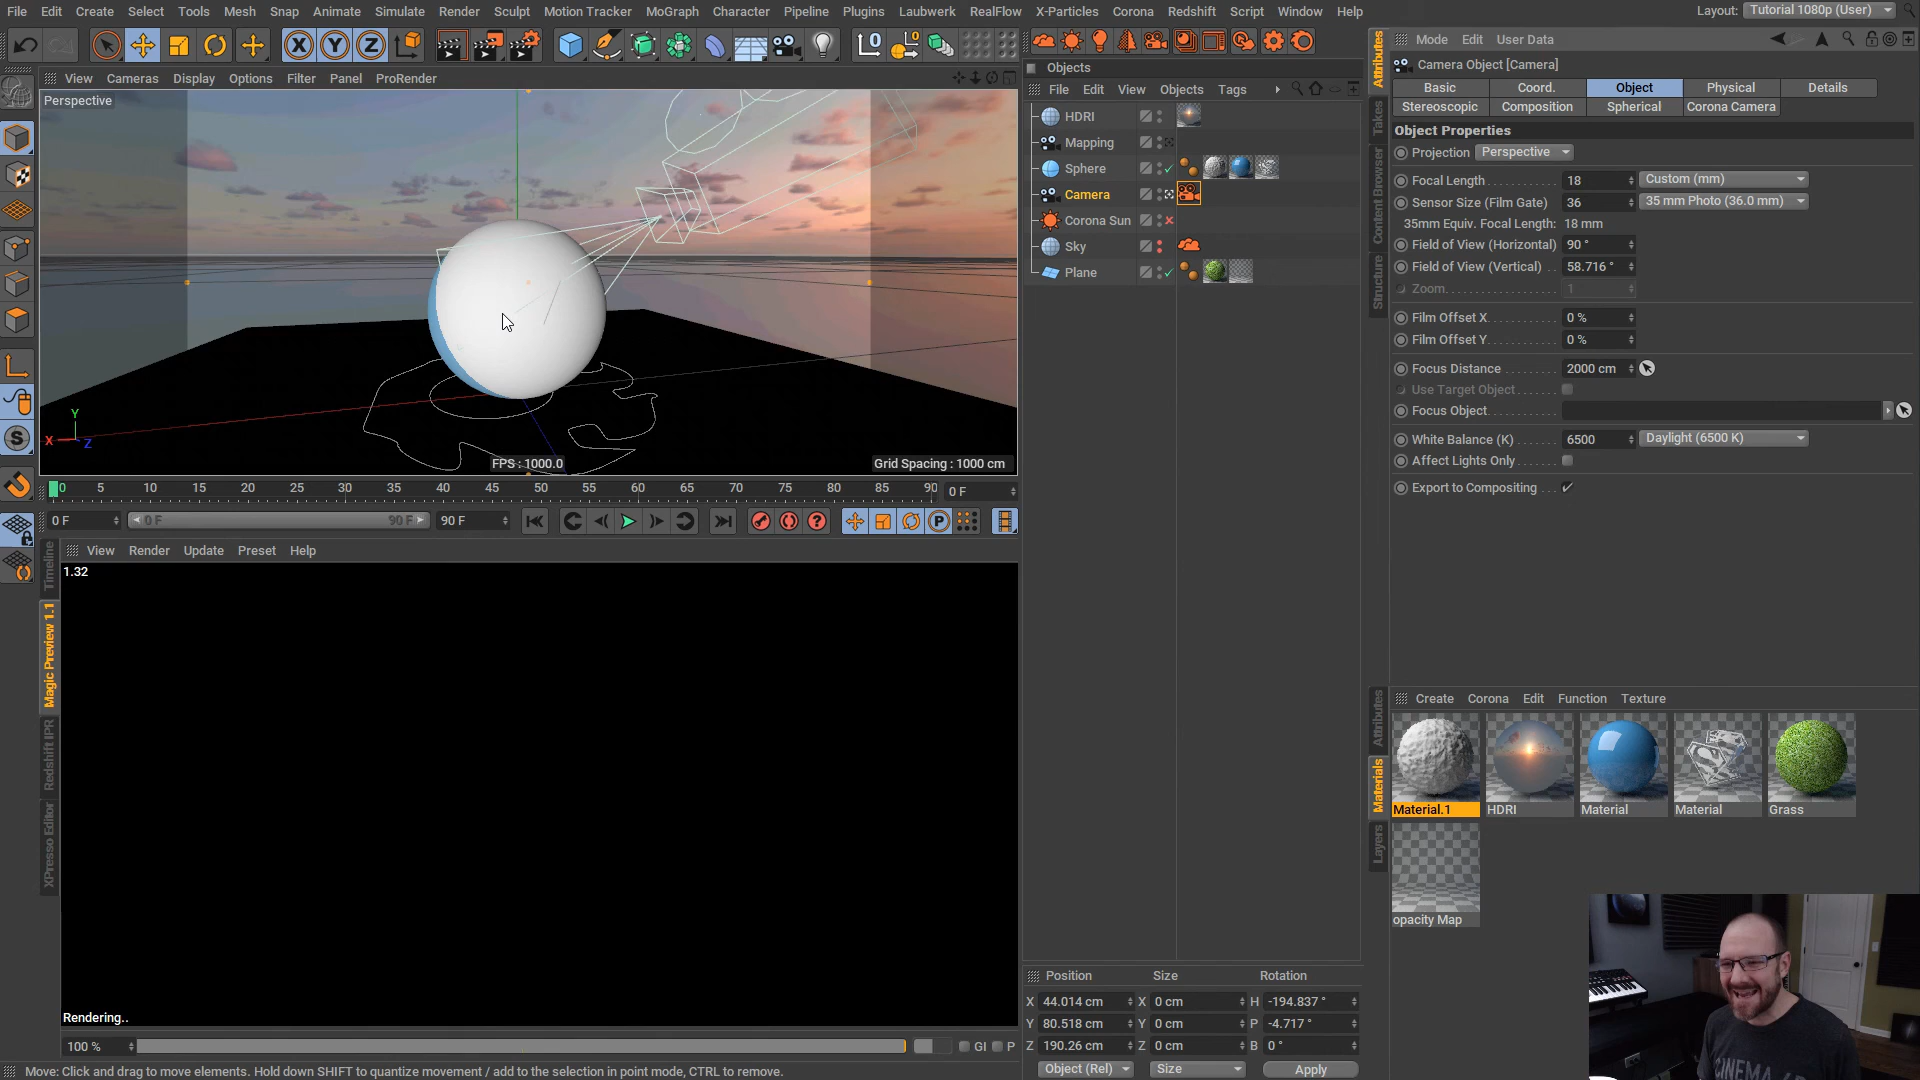 File Edit Create Select Tools Mesh Snap Animate Simulate Render Sculpt Motion Tracker MoGraph Character Pipeline Plugins Laubwerk RealFlow X-Particles Corona Redshift Script Window Help
Layout: Tutorial 1080p (User)
View Cameras Display Options Filter Panel ProRender
Perspective
X
Y
Z
FPS : 1000.0
Grid Spacing : 1000 cm
0 5 10 15 20 25 30 35 40 45 50 55 60 65 70 75 80 85 90
0 F
0 F
0 F
90 F
90 F
View Render Update Preset Help
1.32
Rendering..
100 %
GI
P
Timeline
Magic Preview 1.1
Redshift IPR
XPresso Editor
Move: Click and drag to move elements. Hold down SHIFT to quantize movement / add to the selection in point mode, CTRL to remove.
Objects
File Edit View Objects Tags
HDRI
Mapping
Sphere
Camera
Corona Sun
Sky
Plane
Position Size Rotation
X 44.014 cm X 0 cm H -194.837 °
Y 80.518 cm Y 0 cm P -4.717 °
Z 190.26 cm Z 0 cm B 0 °
Object (Rel) Size Apply
Attributes
Takes
Content Browser
Structure
Mode Edit User Data
Camera Object [Camera]
Basic Coord. Object Physical Details
Stereoscopic Composition Spherical Corona Camera
Object Properties
Projection Perspective
Focal Length 18 Custom (mm)
Sensor Size (Film Gate) 36 35 mm Photo (36.0 mm)
35mm Equiv. Focal Length: 18 mm
Field of View (Horizontal) 90 °
Field of View (Vertical) 58.716 °
Zoom 1
Film Offset X 0 %
Film Offset Y 0 %
Focus Distance 2000 cm
Use Target Object
Focus Object
White Balance (K) 6500 Daylight (6500 K)
Affect Lights Only
Export to Compositing
Attributes
Materials
Layers
Create Corona Edit Function Texture
Material.1 HDRI Material Material Grass
opacity Map
CINEMA